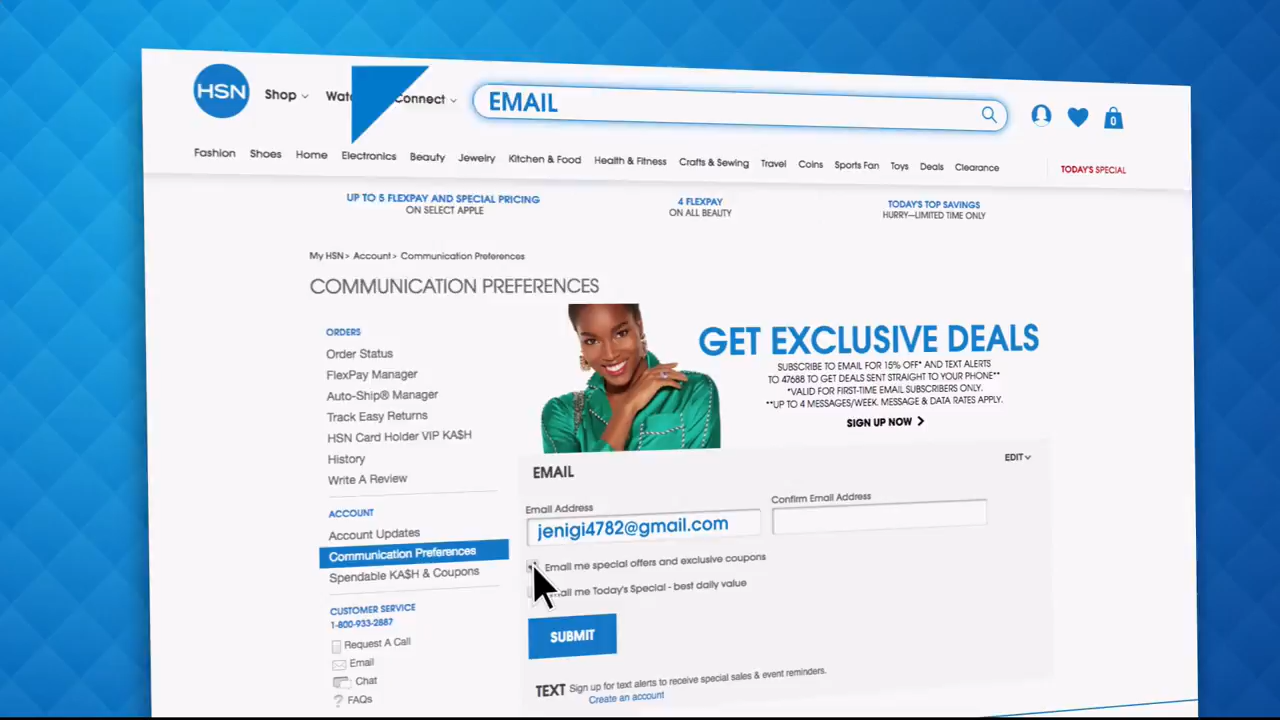 HSN
Shop
EMAIL
0
Fashion Shoes Home Electronics Beauty Jewelry Kitchen & Food Health & Fitness Crafts & Sewing Travel Coins Sports Fan Toys Deals Clearance TODAY'S SPECIAL
UP TO 5 FLEXPAY AND SPECIAL PRICING
ON SELECT APPLE
4 FLEXPAY
ON ALL BEAUTY
TODAY'S TOP SAVINGS
HURRY—LIMITED TIME ONLY
My HSN> Account> Communication Preferences
COMMUNICATION PREFERENCES
ORDERS
Order Status
FlexPay Manager
Auto-Ship® Manager
Track Easy Returns
HSN Card Holder VIP KA$H
History
Write A Review
ACCOUNT
Account Updates
Communication Preferences
Spendable KA$H & Coupons
CUSTOMER SERVICE
1-800-933-2887
Request A Call
Email
Chat
FAQs
GET EXCLUSIVE DEALS
SUBSCRIBE TO EMAIL FOR 15% OFF* AND TEXT ALERTS
TO 47688 TO GET DEALS SENT STRAIGHT TO YOUR PHONE**
*VALID FOR FIRST-TIME EMAIL SUBSCRIBERS ONLY.
**UP TO 4 MESSAGES/WEEK. MESSAGE & DATA RATES APPLY.
SIGN UP NOW >
EMAIL
EDIT
Email Address
jenigi4782@gmail.com
Confirm Email Address
Email me special offers and exclusive coupons
me Today's Special - best daily value
SUBMIT
TEXT Sign up for text alerts to receive special sales & event reminders.
Create an account